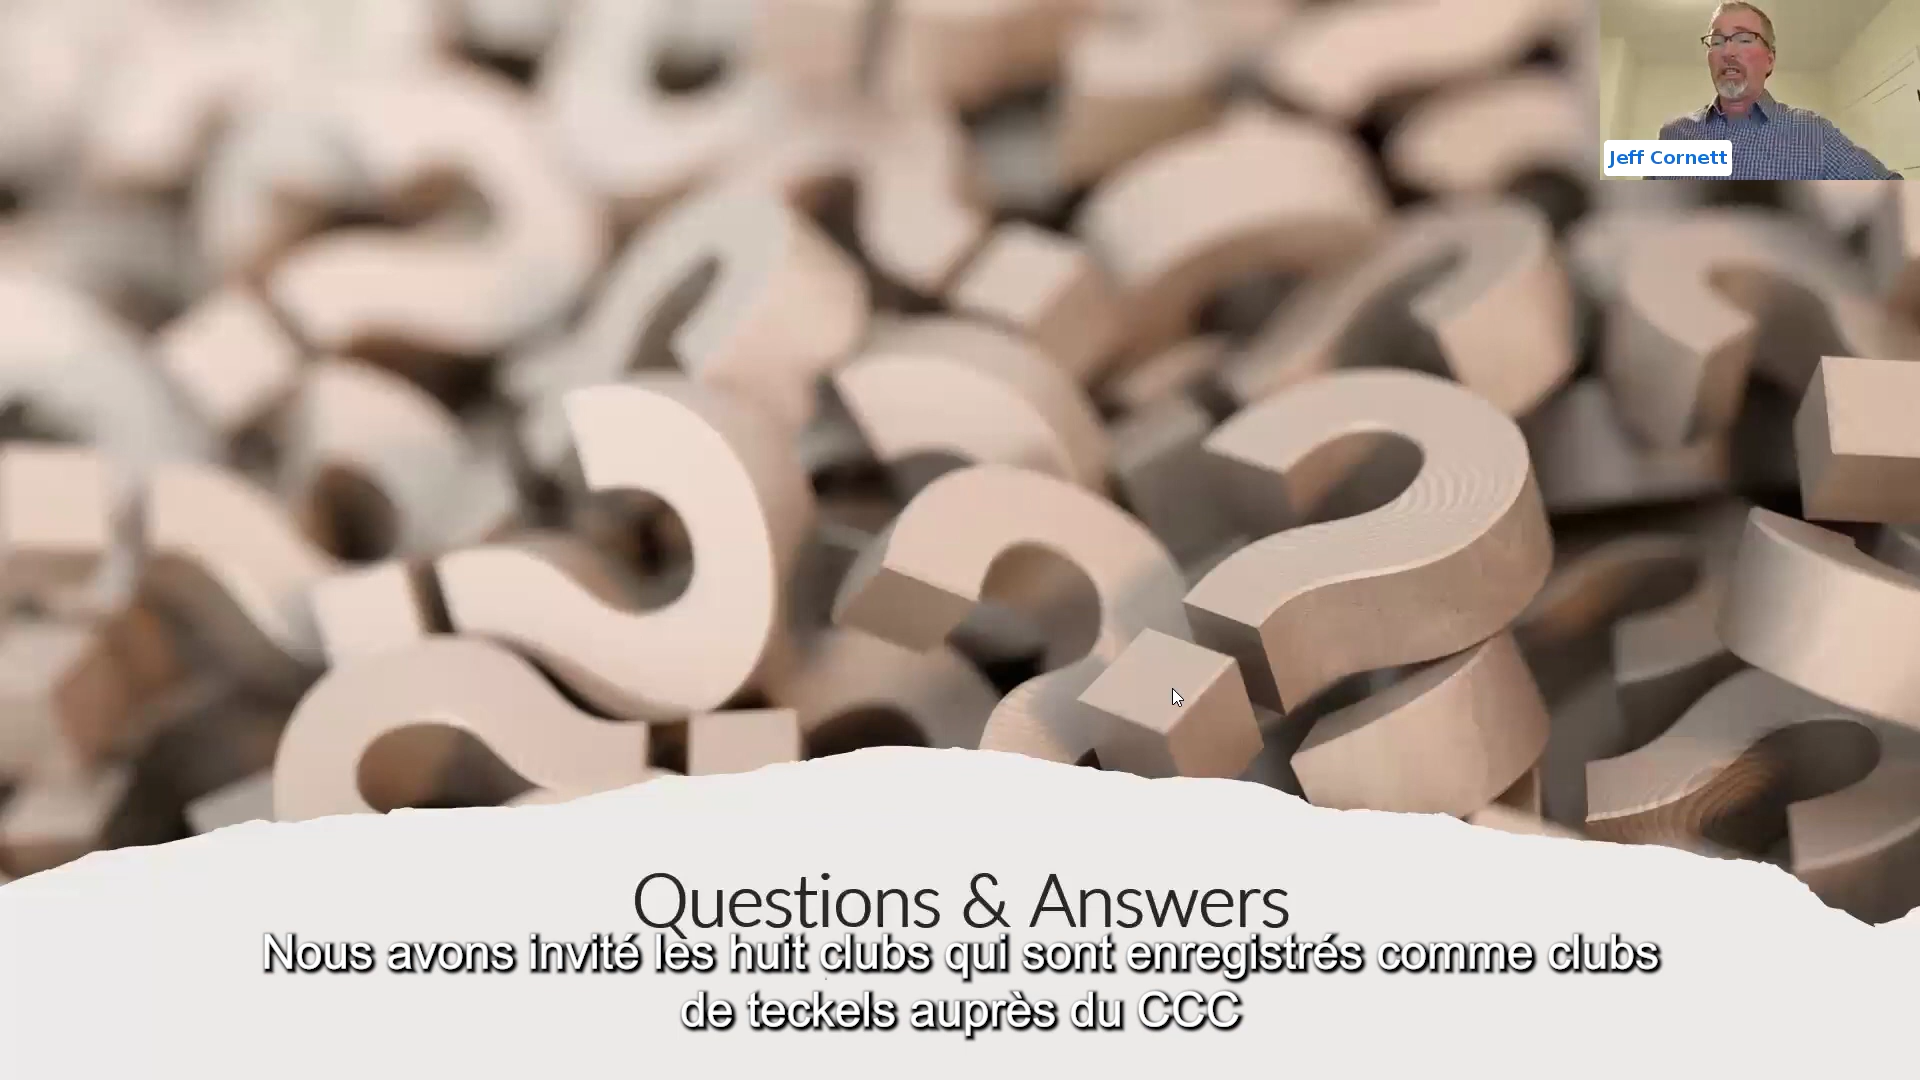 Jeff Cornett
Questions & Answers
Nous avons invité les huit clubs qui sont enregistrés comme clubs
de teckels auprès du CCC